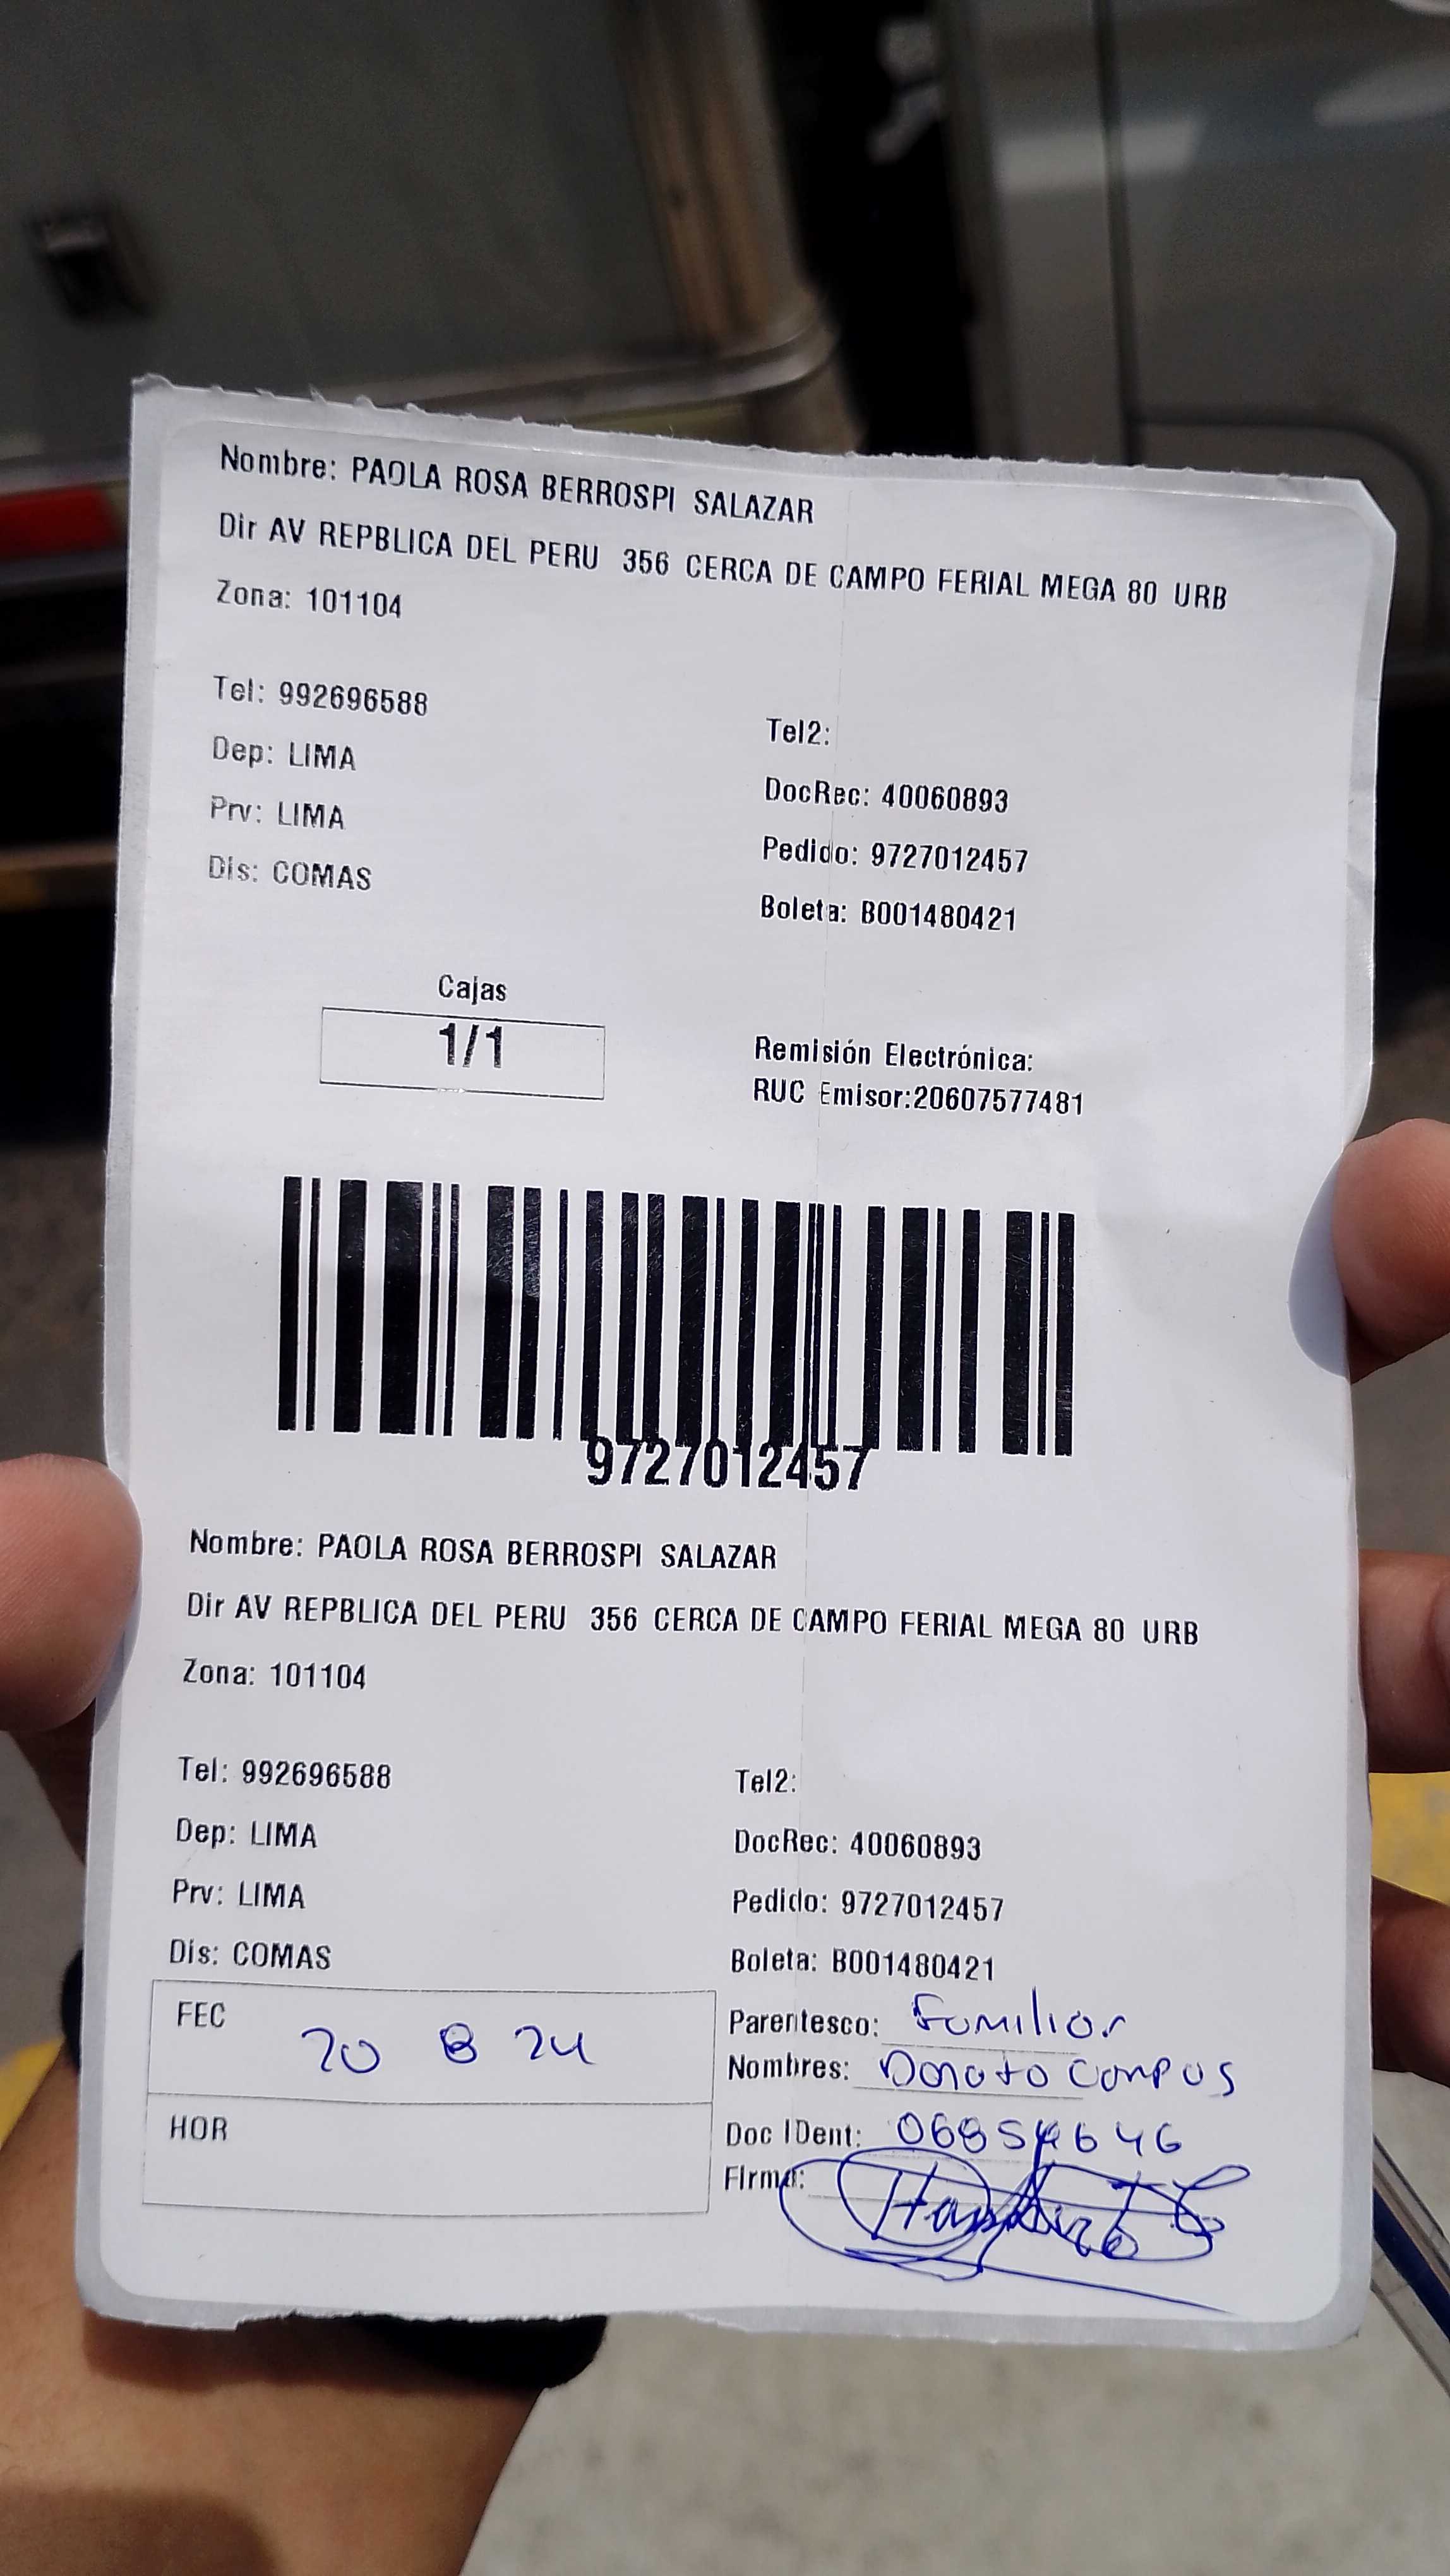 Nombre: PAOLA ROSA BERROSPI SALAZAR
Dir AV REPBLICA DEL PERU 356 CERCA DE CAMPO FERIAL MEGA 80 URB
Zona: 101104
Tel: 992696588
Tel2:
Dep: LIMA
DocRec: 40060893
Prv: LIMA
Pedido: 9727012457
Dis: COMAS
Boleta: B001480421
Cajas
1/1
Remisión Electrónica:
RUC Emisor:20607577481
9727012457
Nombre: PAOLA ROSA BERROSPI SALAZAR
Dir AV REPBLICA DEL PERU 356 CERCA DE CAMPO FERIAL MEGA 80 URB
Zona: 101104
Tel: 992696588
Tel2:
Dep: LIMA
DocRec: 40060893
Prv: LIMA
Pedido: 9727012457
Dis: COMAS
Boleta: B001480421
FEC 20 8 24
Parentesco: Familiar
Nombres: Donato Campos
HOR
Doc IDent:
Firma: